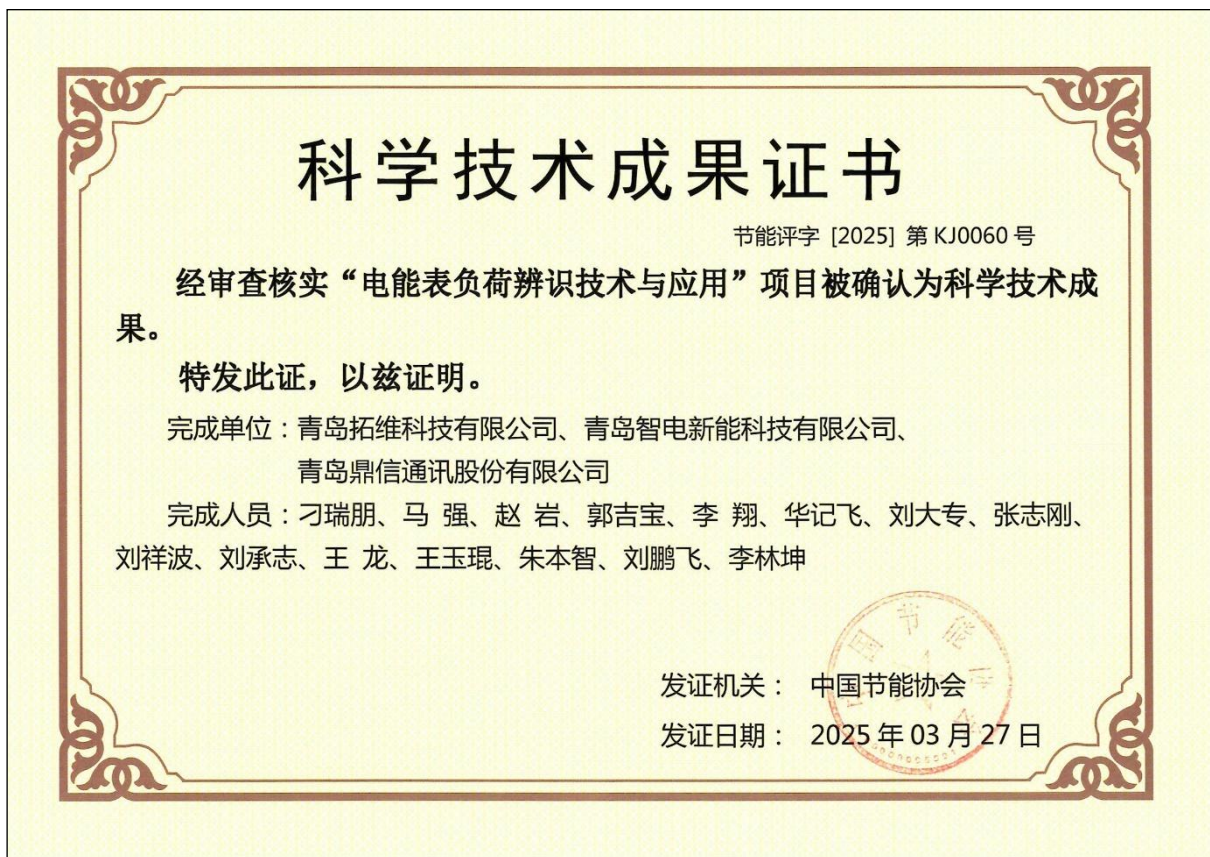 科学技术成果证书
节能评字 [2025] 第 KJ0060 号
经审查核实“电能表负荷辨识技术与应用”项目被确认为科学技术成
果。
特发此证，以兹证明。
完成单位：青岛拓维科技有限公司、青岛智电新能科技有限公司、
青岛鼎信通讯股份有限公司
完成人员：刁瑞朋、马 强、赵 岩、郭吉宝、李 翔、华记飞、刘大专、张志刚、
刘祥波、刘承志、王 龙、王玉琨、朱本智、刘鹏飞、李林坤
中国节能协会
发证机关： 中国节能协会
发证日期： 2025 年 03 月 27 日